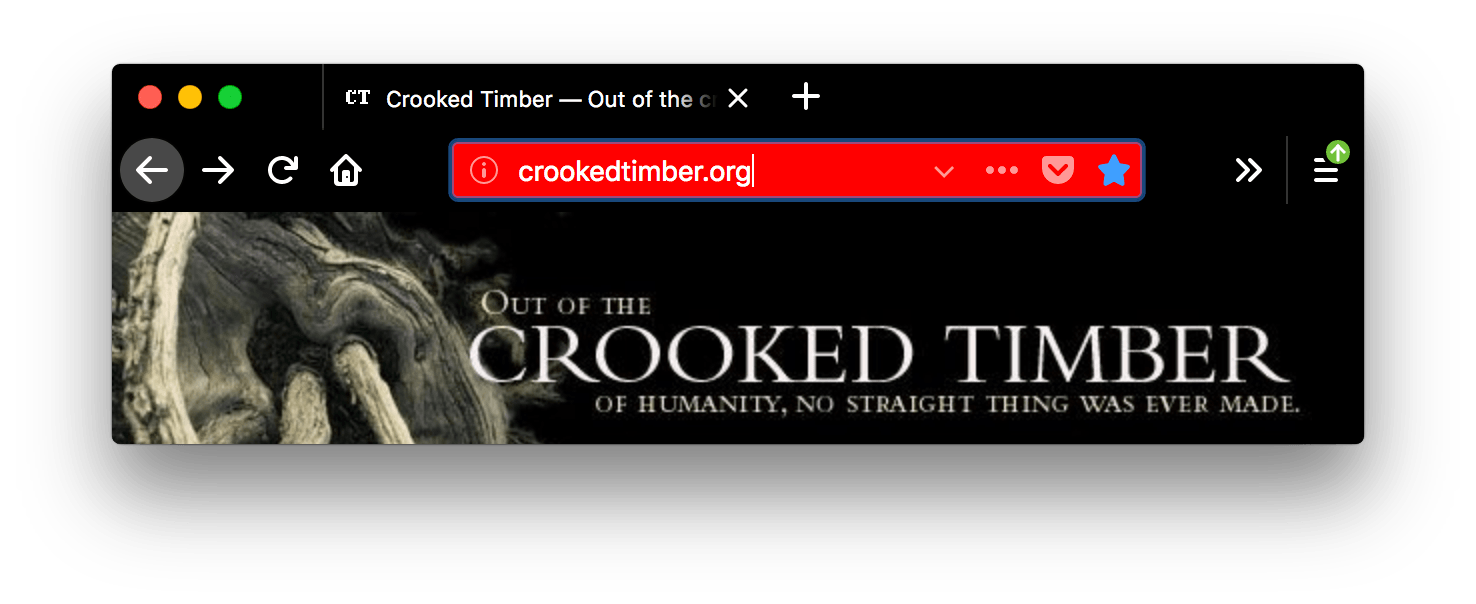 CT Crooked Timber — Out of the c
crookedtimber.org
OUT OF THE
CROOKED TIMBER
OF HUMANITY, NO STRAIGHT THING WAS EVER MADE.